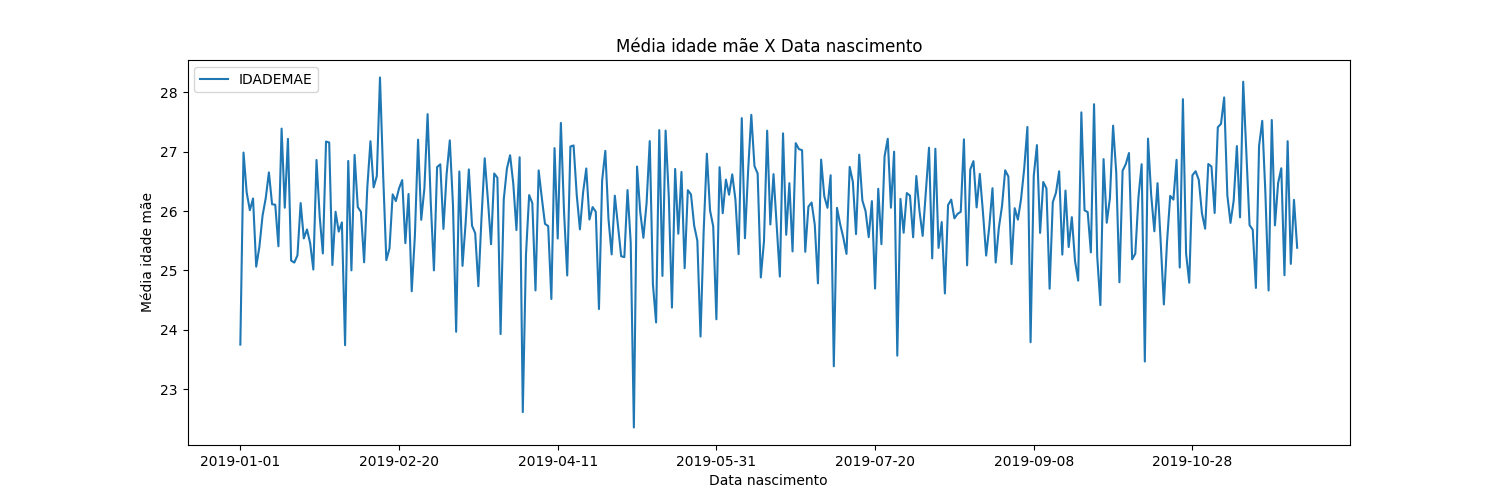 Média idade mãe X Data nascimento
IDADEMAE
28
27
26
25
24
23
Média idade mãe
2019-01-01 2019-02-20 2019-04-11 2019-05-31 2019-07-20 2019-09-08 2019-10-28
Data nascimento